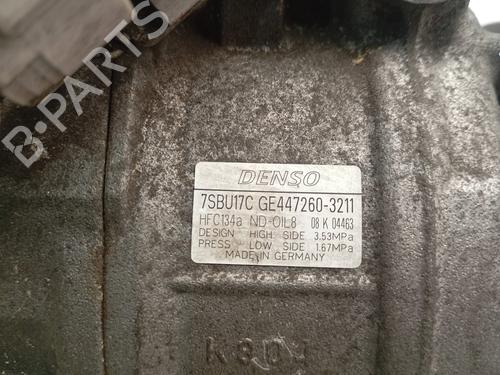 B-PARTS
DENSO
7SBU17C GE447260-3211
HFC134a ND-OIL8 08 K 04463
DESIGN HIGH SIDE 3.53MPa
PRESS LOW SIDE 1.67MPa
MADE IN GERMANY